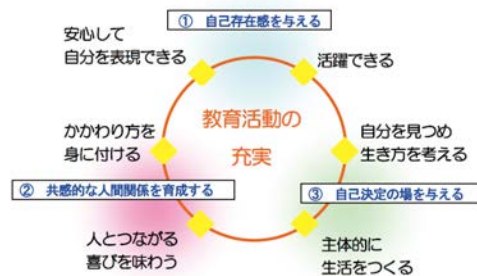 ① 自己存在感を与える
安心して
自分を表現できる
活躍できる
教育活動の
充実
かかわり方を
身に付ける
自分を見つめ
生き方を考える
② 共感的な人間関係を育成する
③ 自己決定の場を与える
人とつながる
喜びを味わう
主体的に
生活をつくる